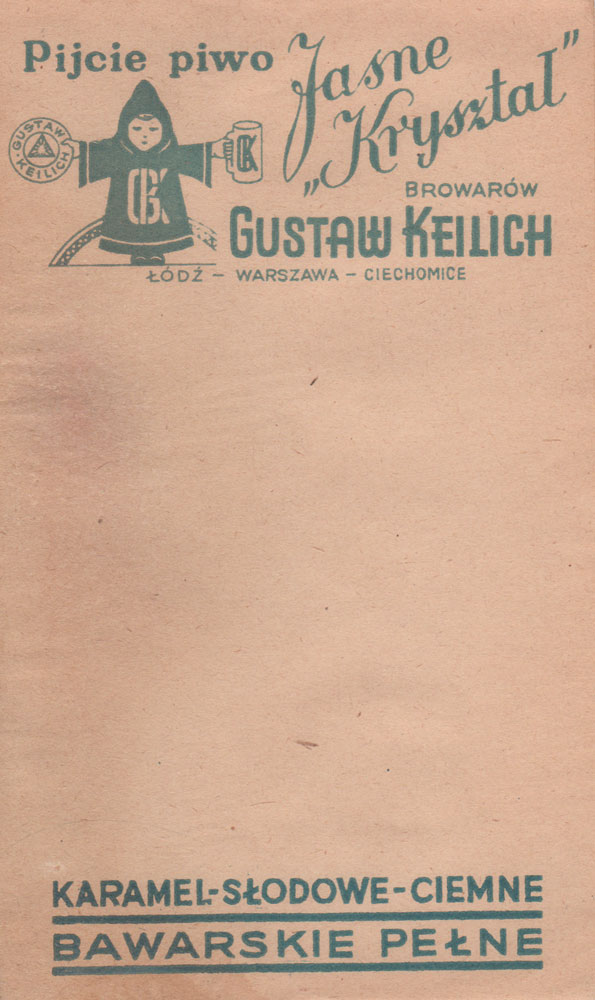 Pijcie piwo Jasne
„Kryształ”
BROWARÓW
GUSTAW KEILICH
ŁÓDŹ – WARSZAWA – CIECHOMICE
GUSTAW KEILICH
GK
GK
KARAMEL-SŁODOWE-CIEMNE
BAWARSKIE PEŁNE